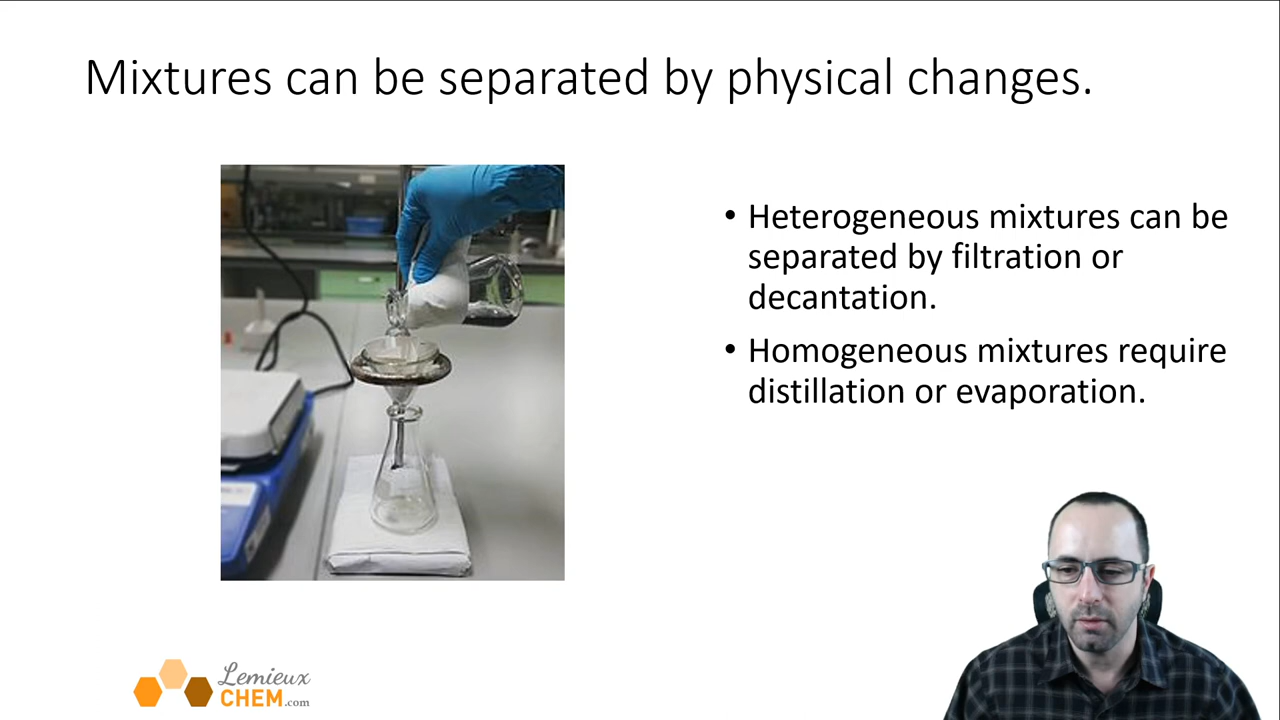 Mixtures can be separated by physical changes.
• Heterogeneous mixtures can be
separated by filtration or
decantation.
• Homogeneous mixtures require
distillation or evaporation.
Lemieux
CHEM.com